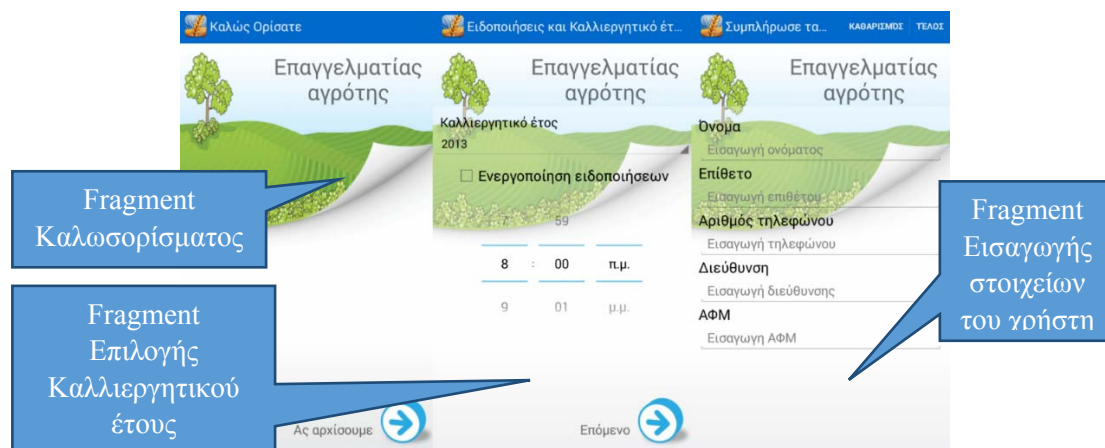 Καλώς Ορίσατε
Επαγγελματίας
αγρότης
Ας αρχίσουμε
Ειδοποιήσεις και Καλλιεργητικό έτ...
Επαγγελματίας
αγρότης
Καλλιεργητικό έτος
2013
Ενεργοποίηση ειδοποιήσεων
7 59
8 : 00 π.μ.
9 01 μ.μ.
Επόμενο
Συμπλήρωσε τα... ΚΑΘΑΡΙΣΜΌΣ ΤΕΛΟΣ
Επαγγελματίας
αγρότης
Όνομα
Εισαγωγή ονόματος
Επίθετο
Εισαγωγή επιθέτου
Αριθμός τηλεφώνου
Εισαγωγή τηλεφώνου
Διεύθυνση
Εισαγωγή διεύθυνσης
ΑΦΜ
Εισαγωγη ΑΦΜ
Fragment
Καλωσορίσματος
Fragment
Επιλογής
Καλλιεργητικού
έτους
Fragment
Εισαγωγής
στοιχείων
του χρήστη